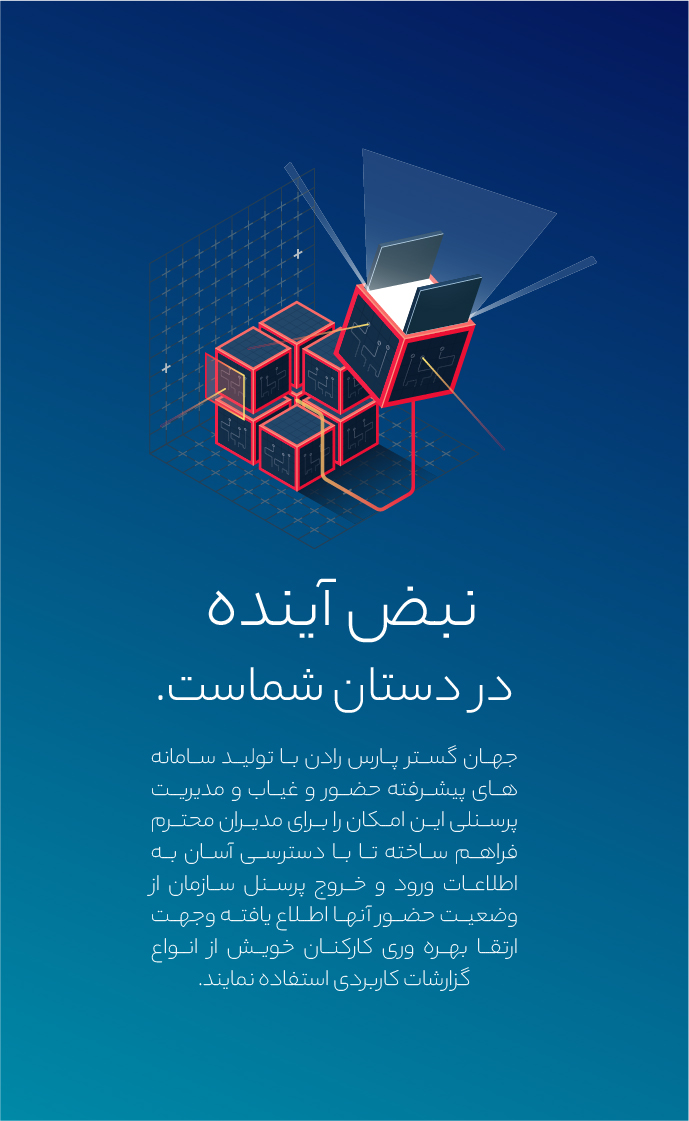 نبض آینده
در دستان شماست.
جهان گستر پارس رادن با تولید سامانه
های پیشرفته حضور و غیاب و مدیریت
پرسنلی این امکان را برای مدیران محترم
فراهم ساخته تا با دسترسی آسان به
اطلاعات ورود و خروج پرسنل سازمان از
وضعیت حضور آنها اطلاع یافته وجهت
ارتقا بهره وری کارکنان خویش از انواع
گزارشات کاربردی استفاده نمایند.